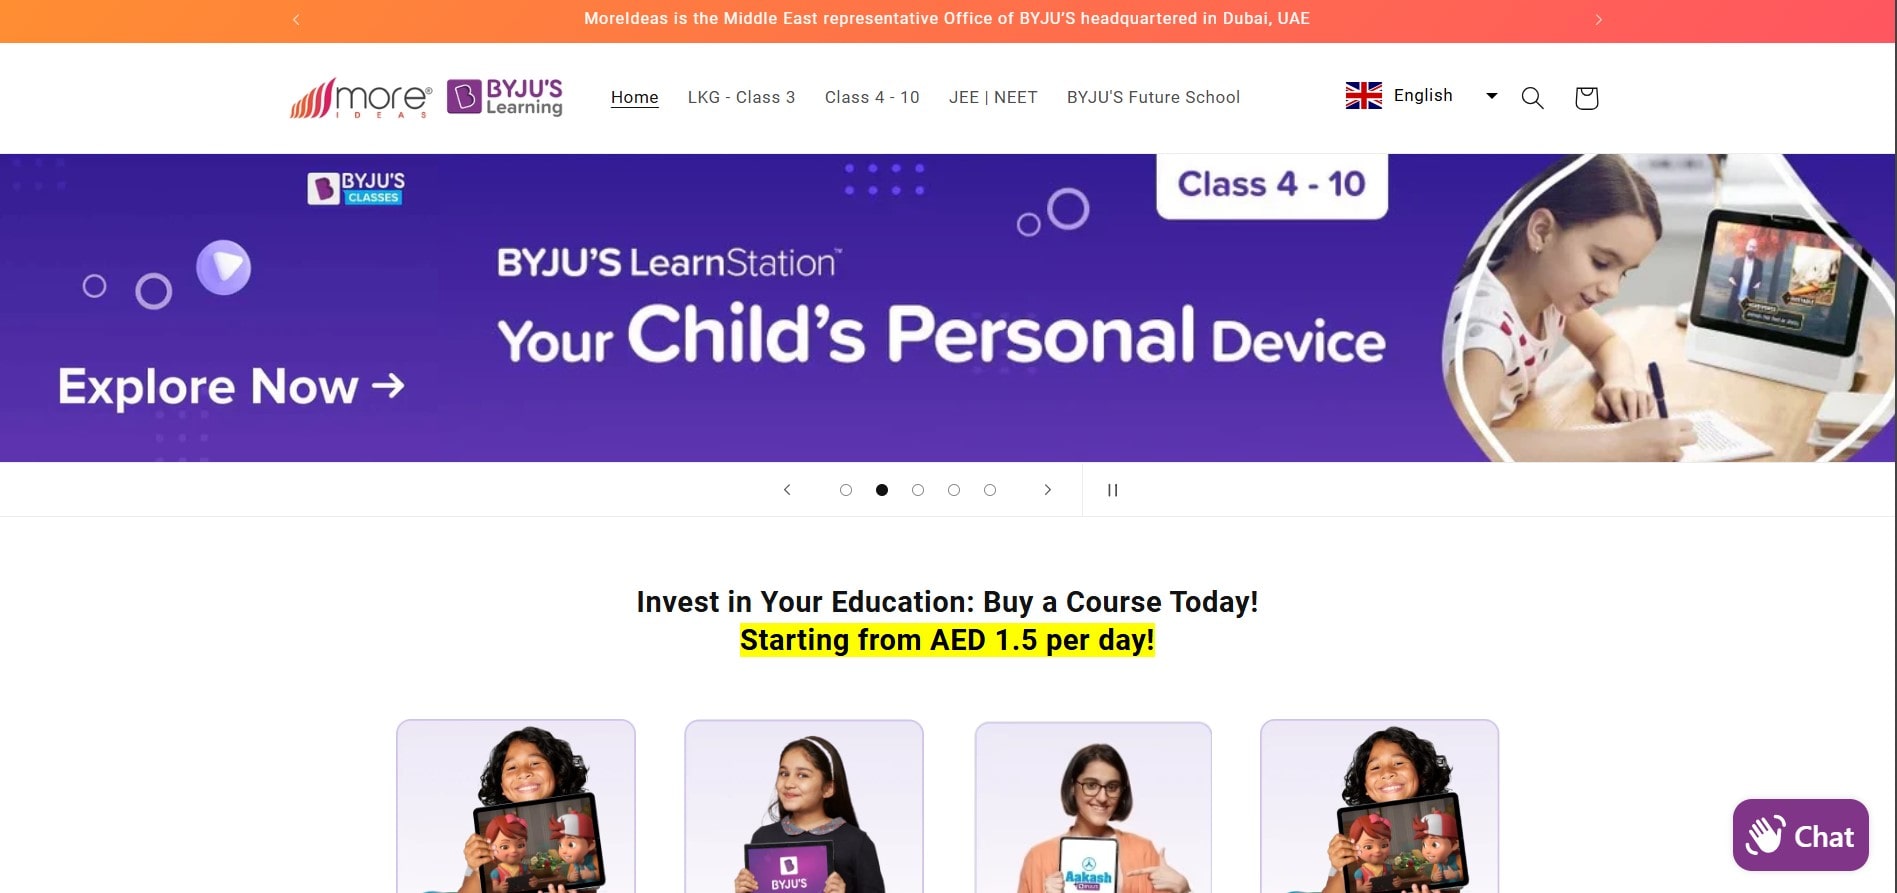 MoreIdeas is the Middle East representative Office of BYJU'S headquartered in Dubai, UAE
more®
IDEAS
BYJU'S
Learning
Home
LKG - Class 3
Class 4 - 10
JEE | NEET
BYJU'S Future School
English
BYJU'S
CLASSES
Class 4 - 10
BYJU'S LearnStation™
Your Child's Personal Device
Explore Now →
Invest in Your Education: Buy a Course Today!
Starting from AED 1.5 per day!
BYJU'S
Aakash
Chat